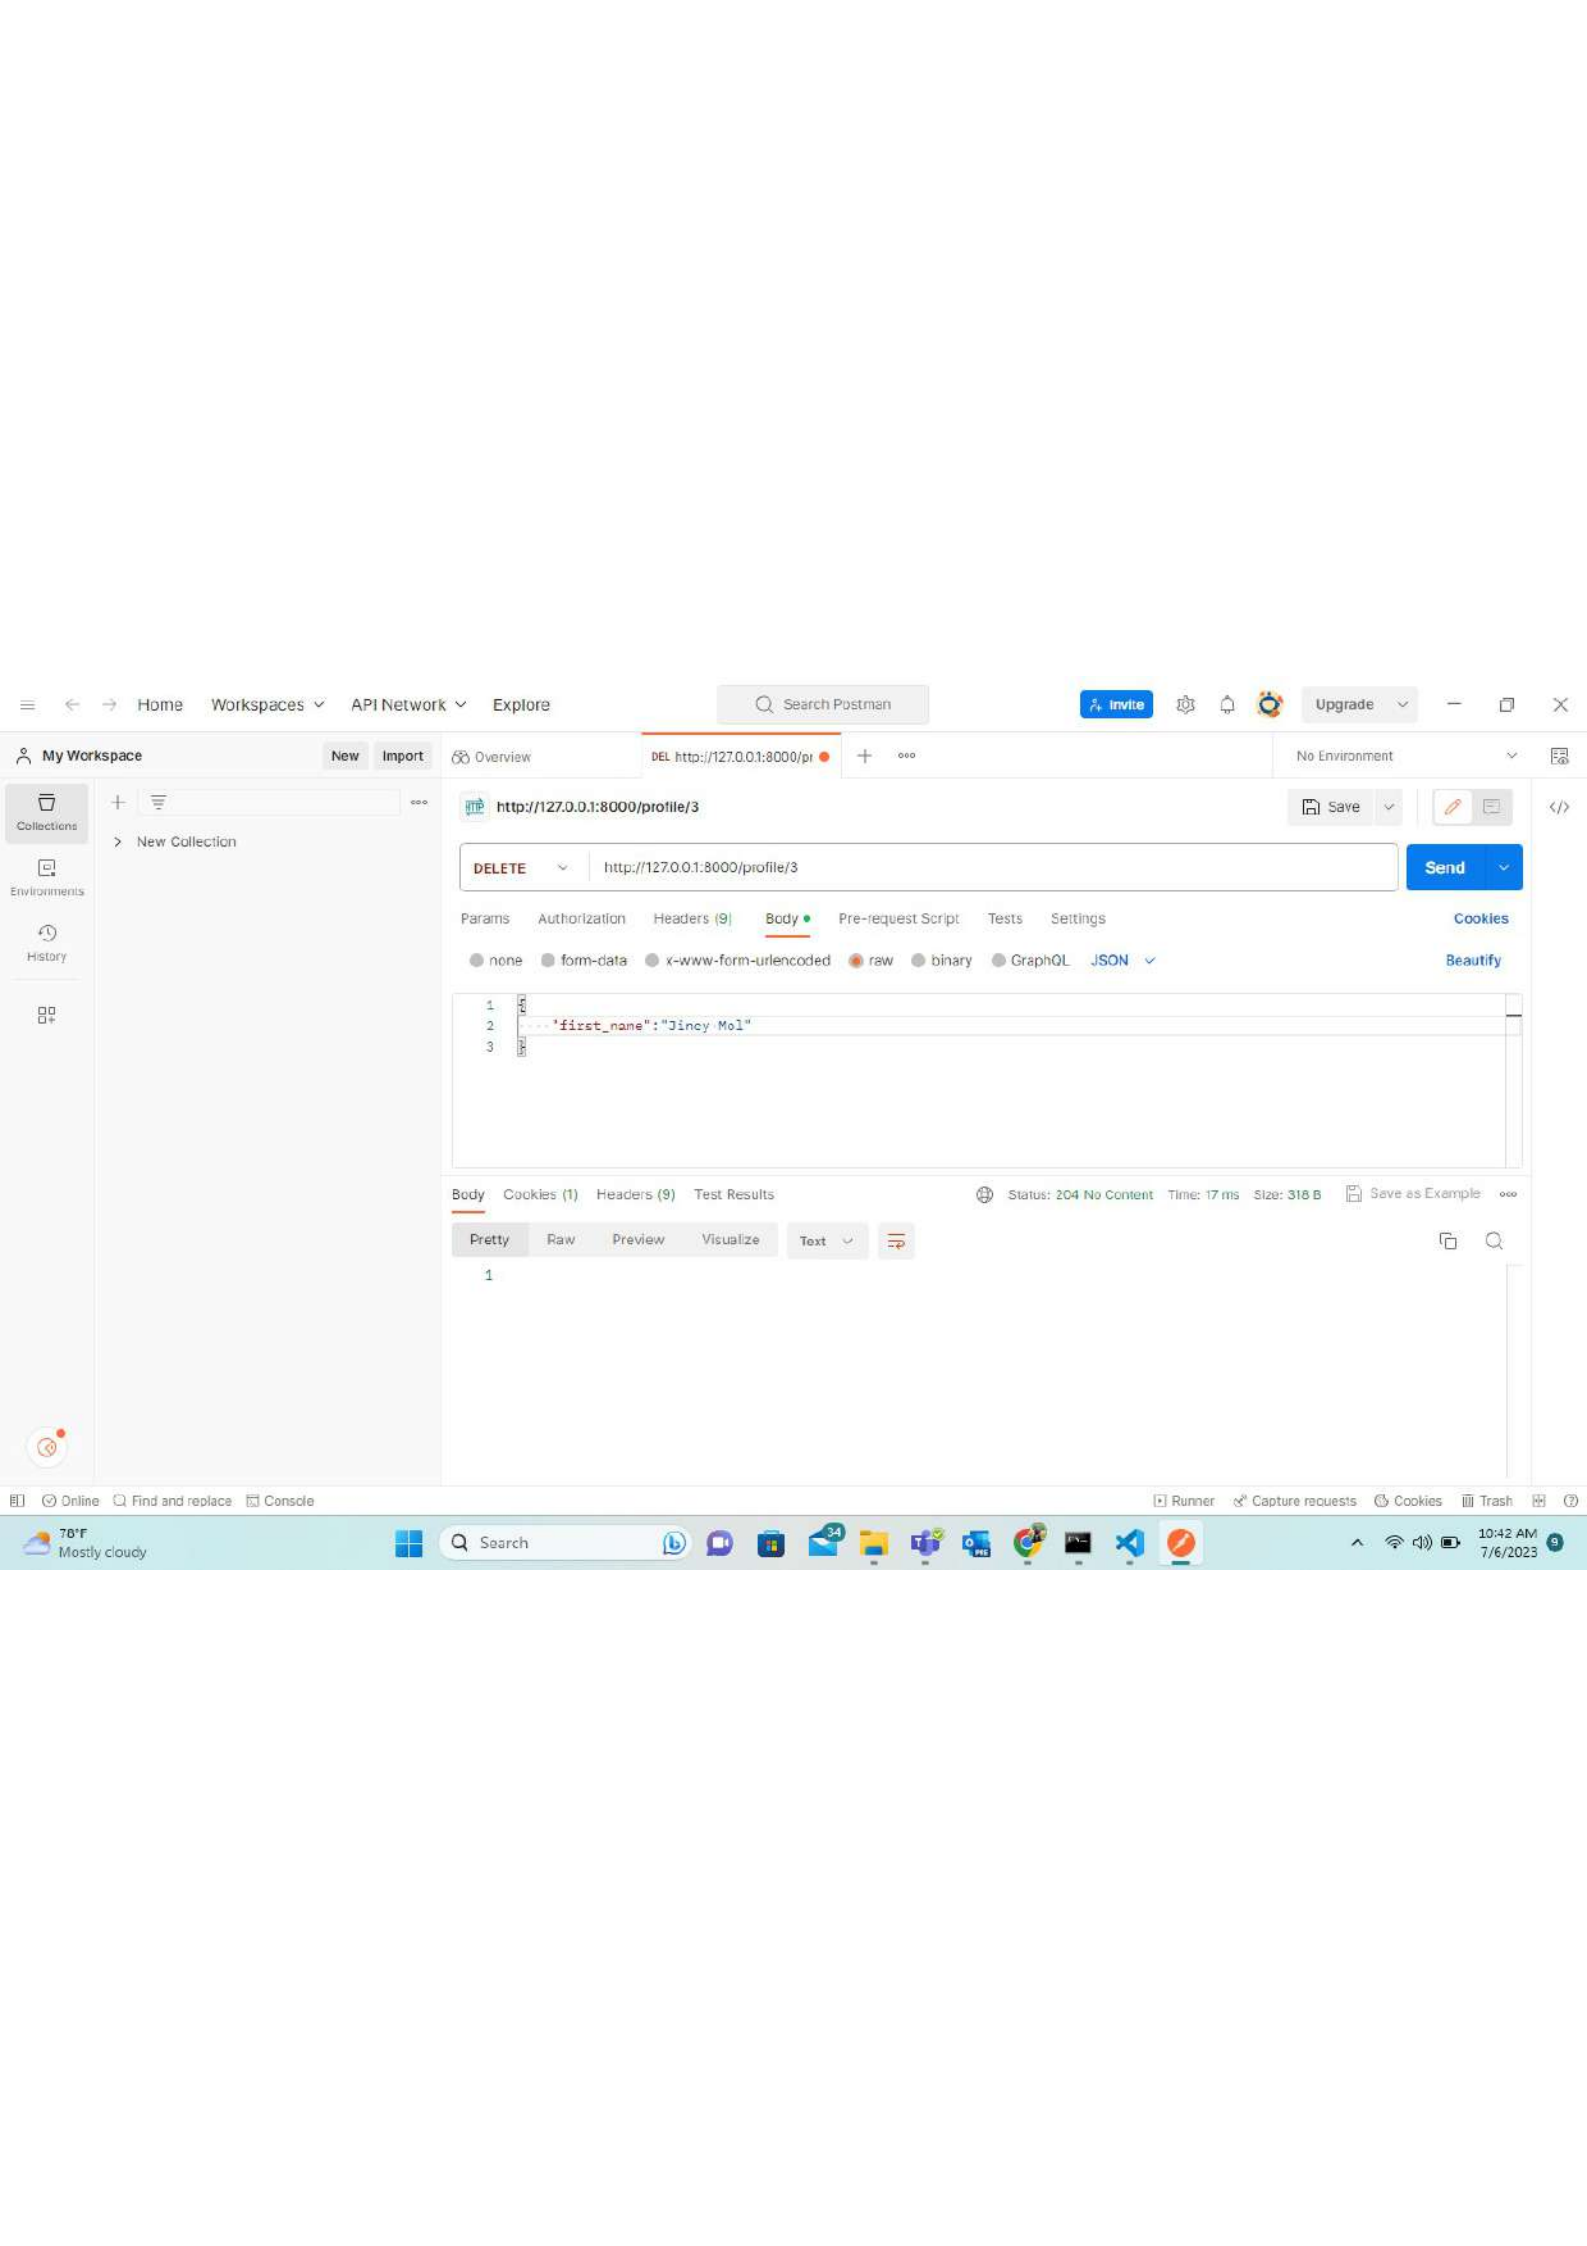 Home Workspaces API Network Explore Search Postman Invite Upgrade
My Workspace New Import Overview DEL http://127.0.0.1:8000/pr No Environment
Collections
New Collection
Environments
History
HTTP http://127.0.0.1:8000/profile/3 Save </>
DELETE http://127.0.0.1:8000/profile/3 Send
Params Authorization Headers (9) Body Pre-request Script Tests Settings Cookies
none form-data x-www-form-urlencoded raw binary GraphQL JSON Beautify
1 {
2 "first_name":"Jincy Mol"
3 }
Body Cookies (1) Headers (9) Test Results Status: 204 No Content Time: 17 ms Size: 318 B Save as Example
Pretty Raw Preview Visualize Text
1
Online Find and replace Console Runner Capture requests Cookies Trash
78°F
Mostly cloudy
Search
34
10:42 AM
7/6/2023
9